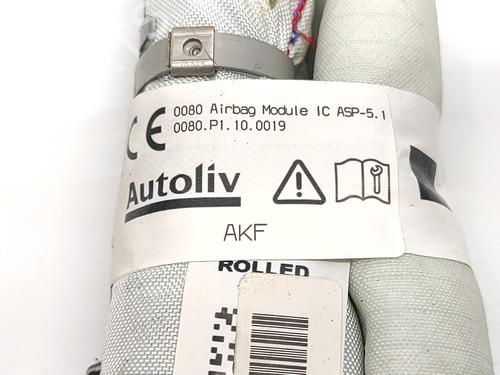 CE 0080 Airbag Module IC ASP-5.1
0080.P1.10.0019
Autoliv
AKF
ROLLED